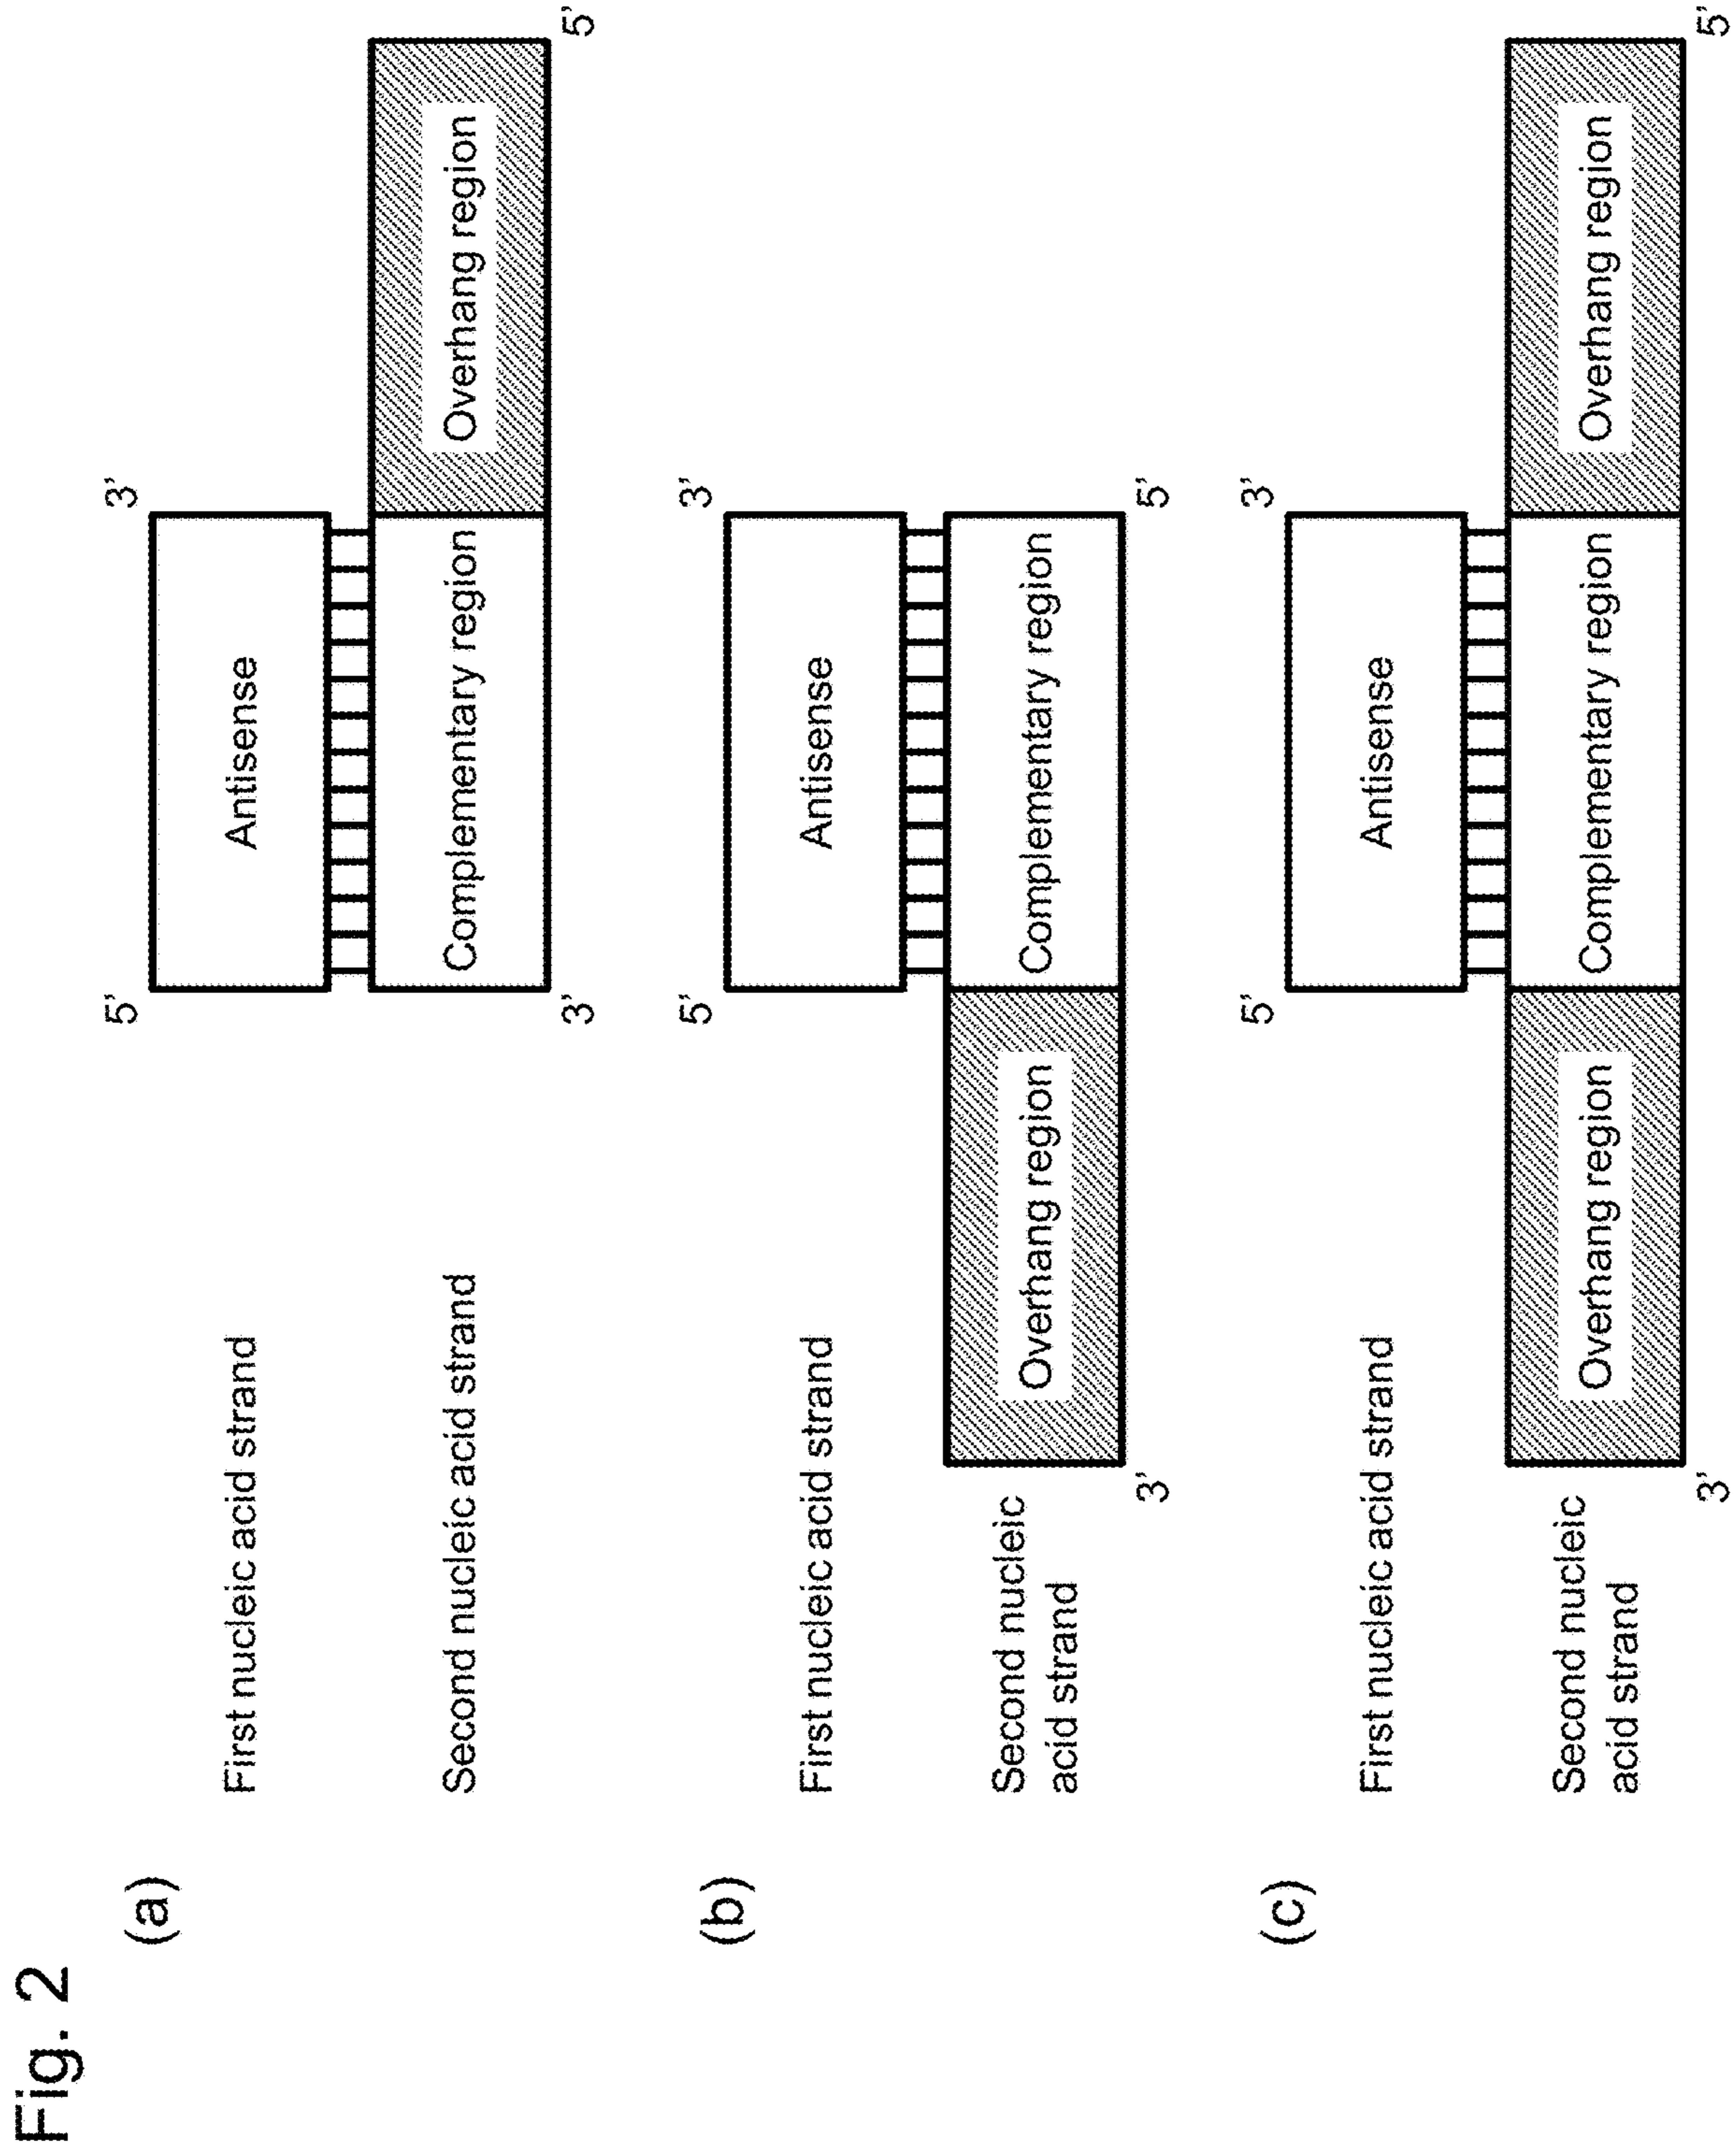 Fig. 2
(a)
5'
3'
First nucleic acid strand
Antisense
Second nucleic acid strand
Complementary region
Overhang region
3'
5'
(b)
5'
3'
First nucleic acid strand
Antisense
Second nucleic
acid strand
Overhang region
Complementary region
3'
5'
(c)
5'
3'
First nucleic acid strand
Antisense
Second nucleic
acid strand
Overhang region
Complementary region
Overhang region
3'
5'